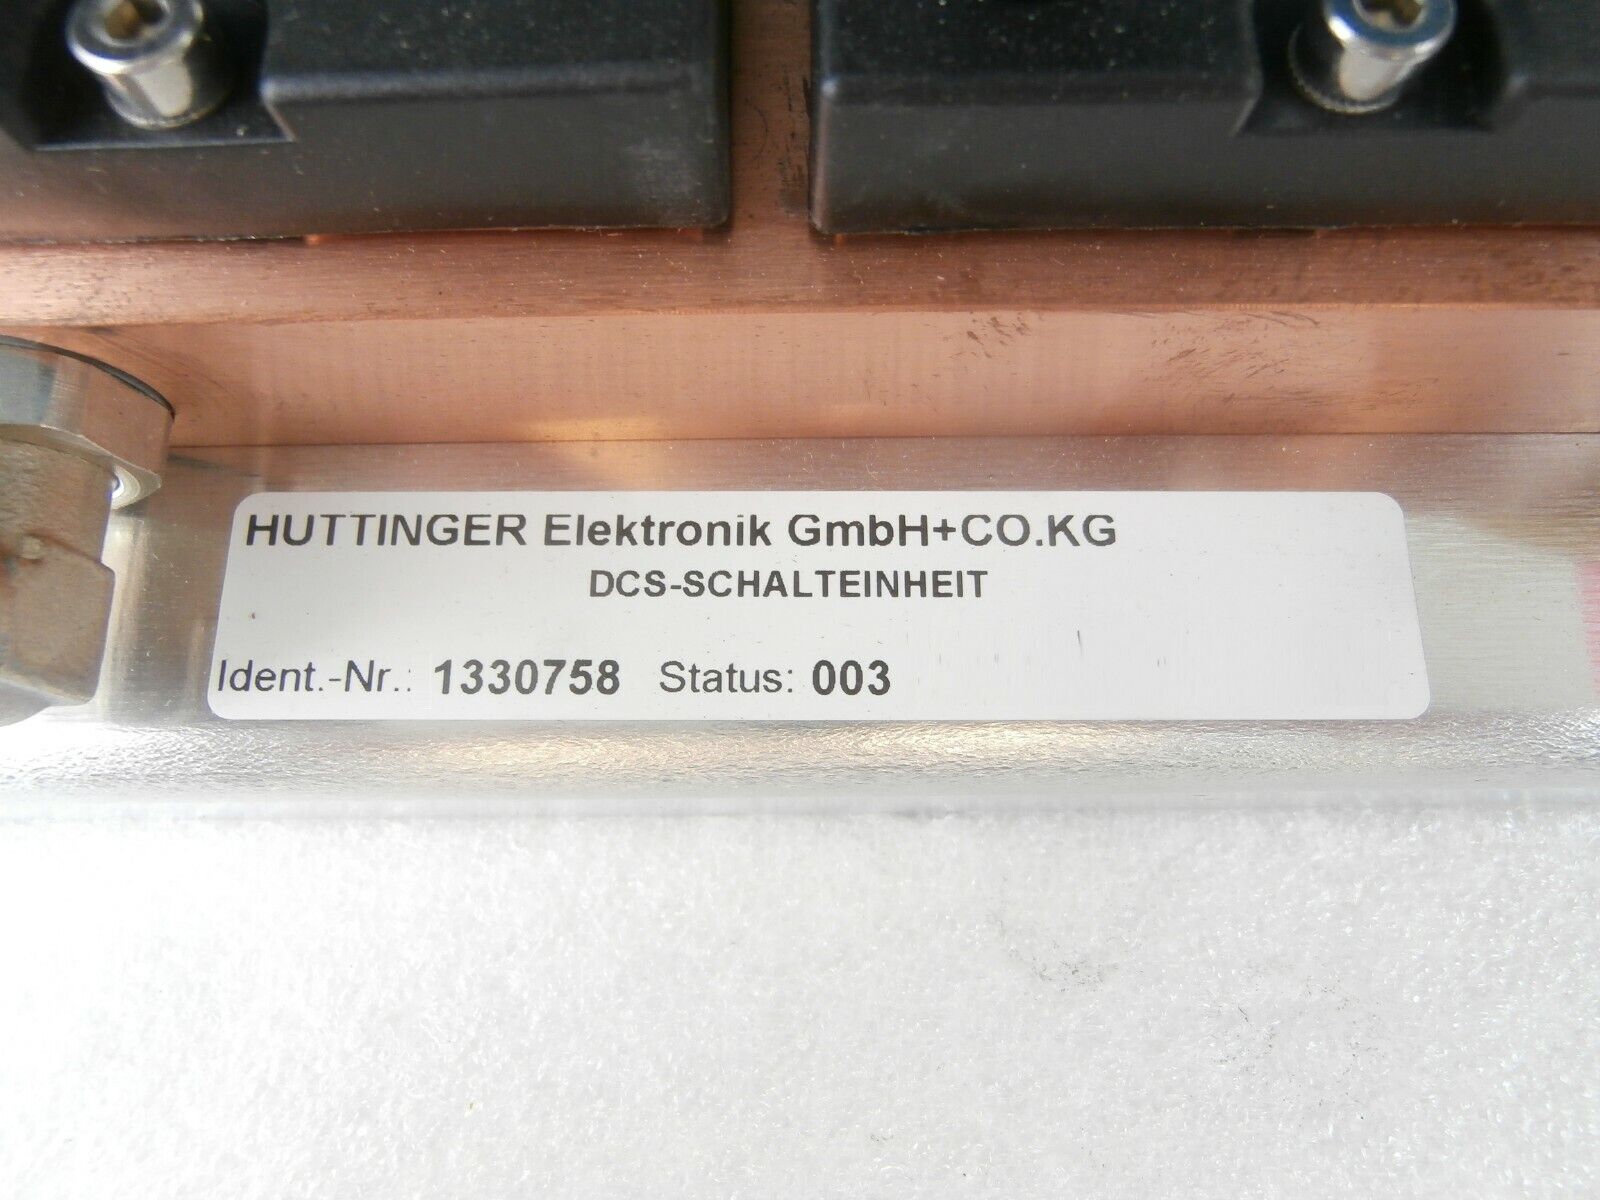 HUTTINGER Elektronik GmbH+CO.KG
DCS-SCHALTEINHEIT
Ident.-Nr.: 1330758 Status: 003